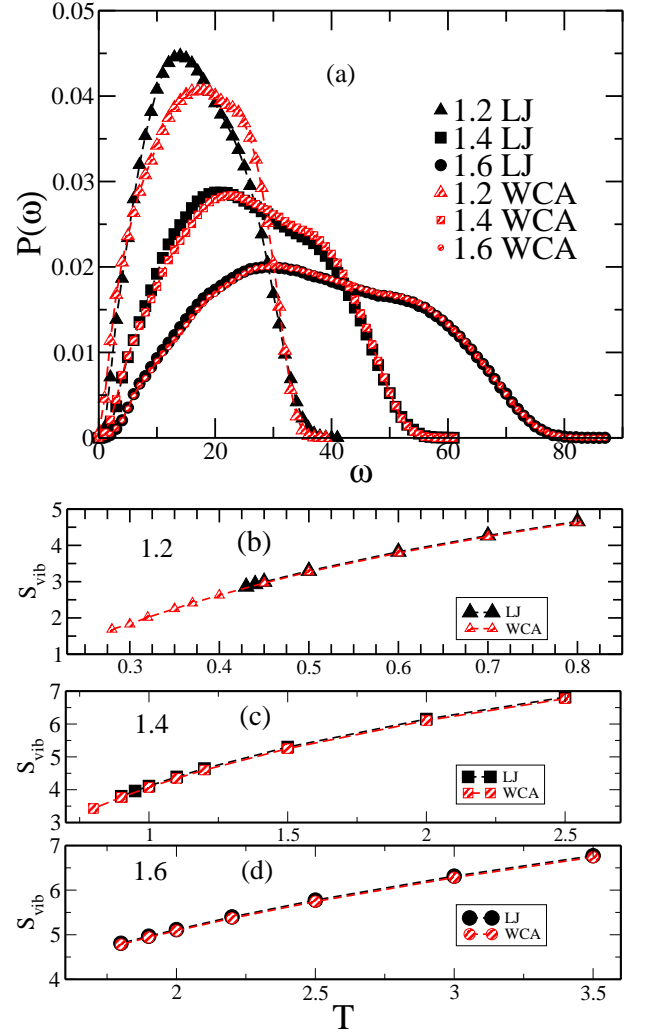 0.05
0.04
0.03
0.02
0.01
0
P(ω)
(a)
1.2 LJ
1.4 LJ
1.6 LJ
1.2 WCA
1.4 WCA
1.6 WCA
0 20 40 60 80
ω
5
4
3
2
1
S_vib
1.2
(b)
LJ
WCA
0.3 0.4 0.5 0.6 0.7 0.8
7
6
5
4
3
S_vib
1.4
(c)
LJ
WCA
1 1.5 2 2.5
7
6
5
4
S_vib
1.6
(d)
LJ
WCA
2 2.5 3 3.5
T